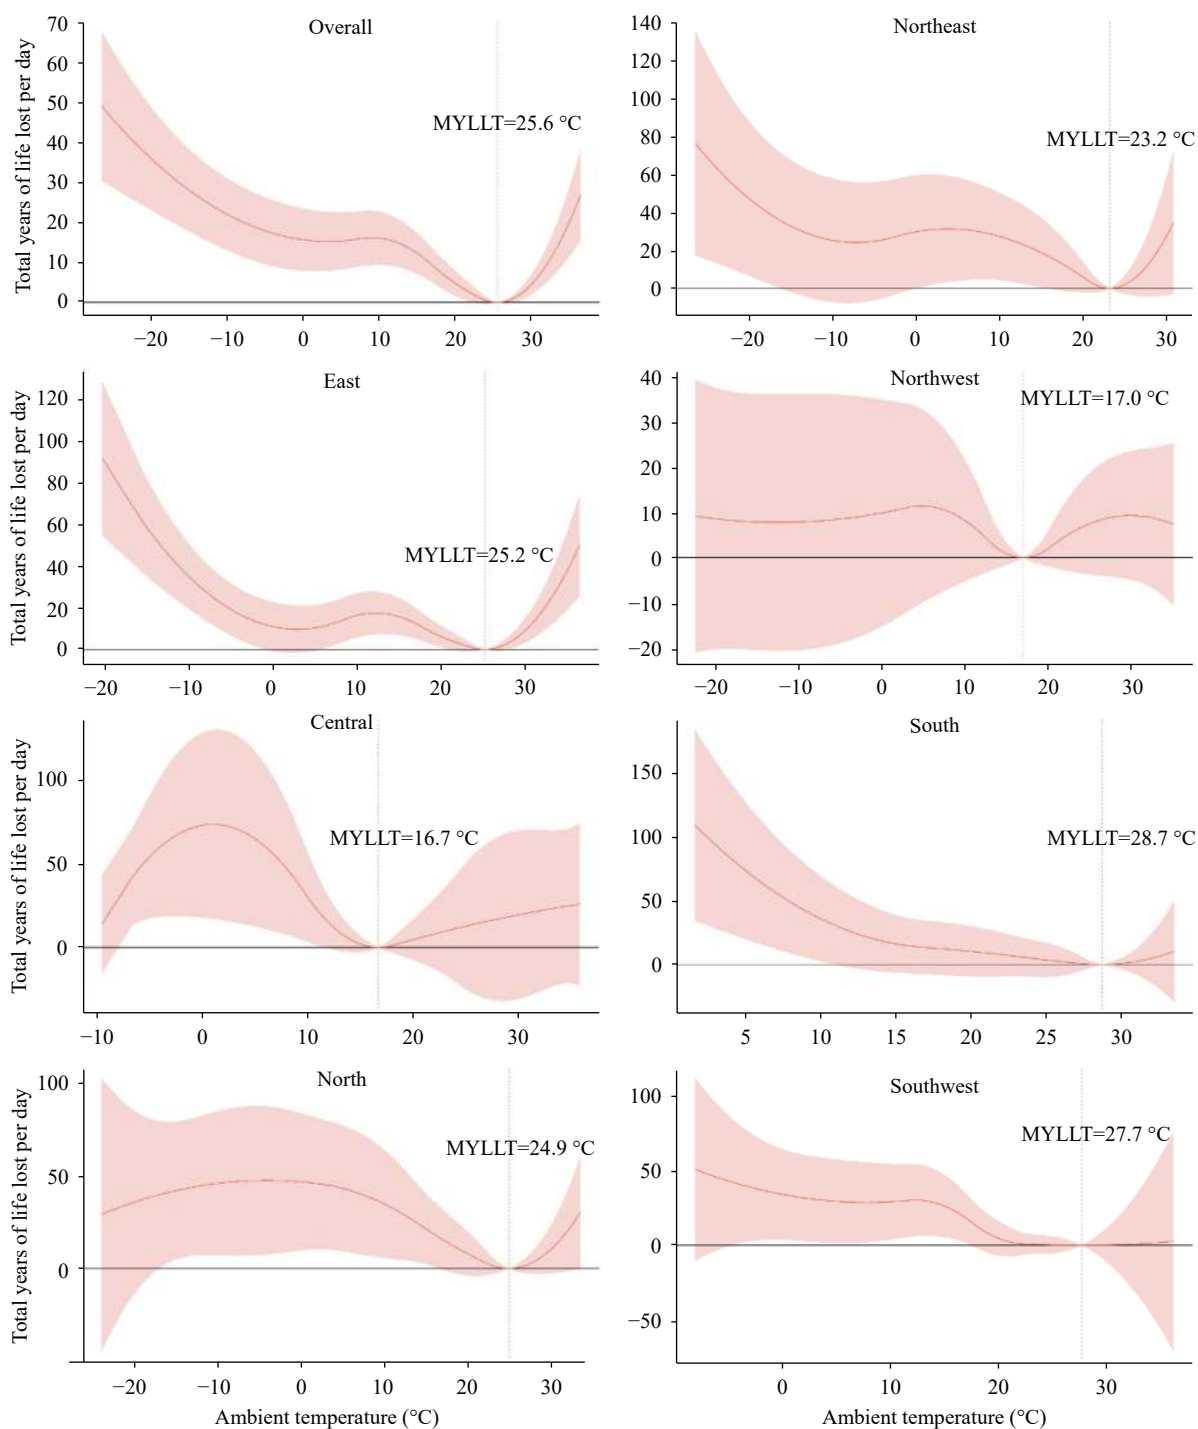 Overall
Total years of life lost per day
70
60
50
40
30
20
10
0
MYLLT=25.6 °C
−20 −10 0 10 20 30
Northeast
140
120
100
80
60
40
20
0
MYLLT=23.2 °C
−20 −10 0 10 20 30
East
Total years of life lost per day
120
100
80
60
40
20
0
MYLLT=25.2 °C
−20 −10 0 10 20 30
Northwest
40
30
20
10
0
−10
−20
MYLLT=17.0 °C
−20 −10 0 10 20 30
Central
Total years of life lost per day
100
50
0
MYLLT=16.7 °C
−10 0 10 20 30
South
150
100
50
0
MYLLT=28.7 °C
5 10 15 20 25 30
North
Total years of life lost per day
100
50
0
MYLLT=24.9 °C
−20 −10 0 10 20 30
Ambient temperature (°C)
Southwest
100
50
0
−50
MYLLT=27.7 °C
0 10 20 30
Ambient temperature (°C)